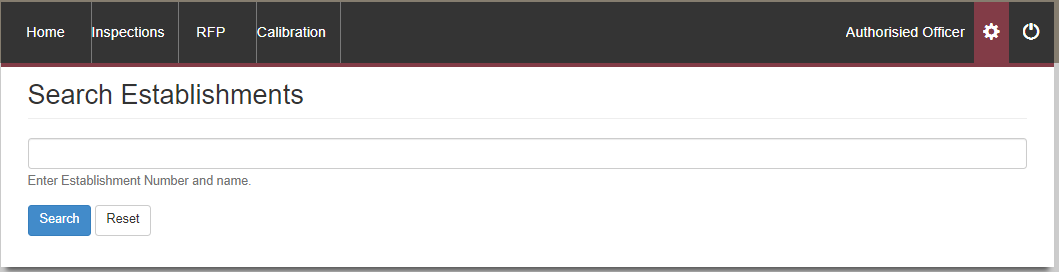 Home Inspections RFP Calibration Authorisied Officer
Search Establishments
Enter Establishment Number and name.
Search Reset